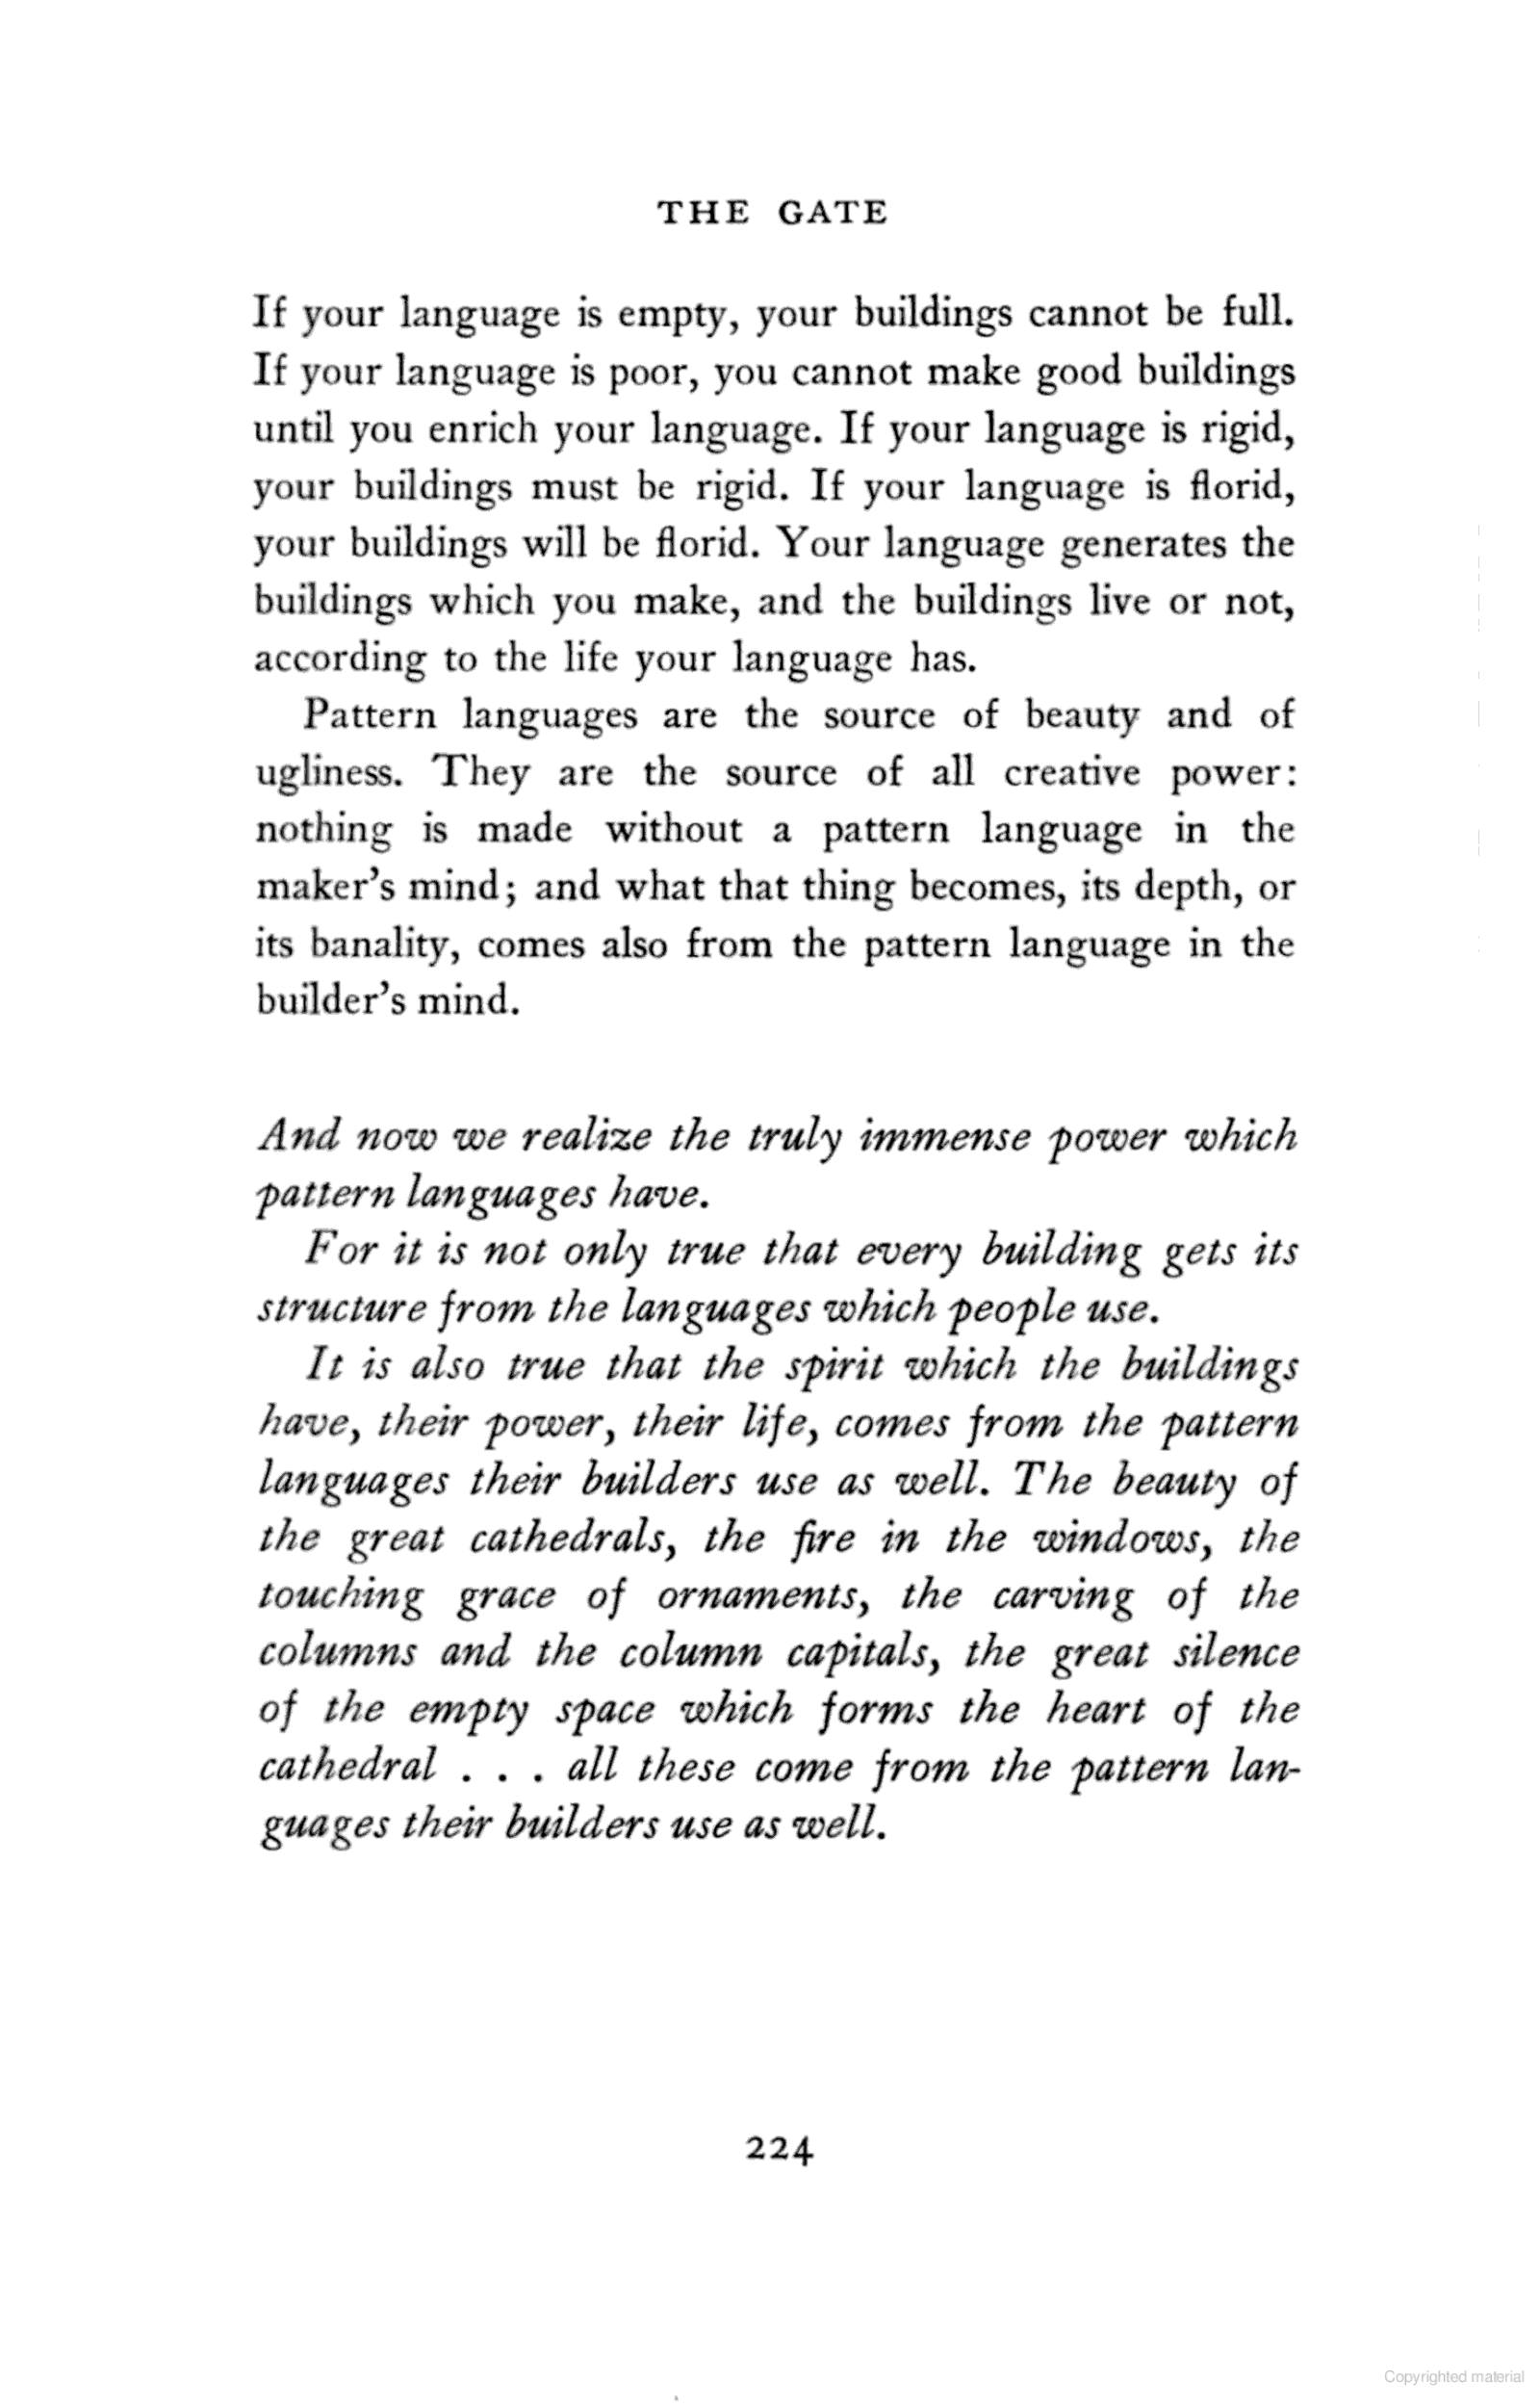 THE GATE
If your language is empty, your buildings cannot be full.
If your language is poor, you cannot make good buildings
until you enrich your language. If your language is rigid,
your buildings must be rigid. If your language is florid,
your buildings will be florid. Your language generates the
buildings which you make, and the buildings live or not,
according to the life your language has.
Pattern languages are the source of beauty and of
ugliness. They are the source of all creative power:
nothing is made without a pattern language in the
maker's mind; and what that thing becomes, its depth, or
its banality, comes also from the pattern language in the
builder's mind.
And now we realize the truly immense power which
pattern languages have.
For it is not only true that every building gets its
structure from the languages which people use.
It is also true that the spirit which the buildings
have, their power, their life, comes from the pattern
languages their builders use as well. The beauty of
the great cathedrals, the fire in the windows, the
touching grace of ornaments, the carving of the
columns and the column capitals, the great silence
of the empty space which forms the heart of the
cathedral . . . all these come from the pattern lan-
guages their builders use as well.
224
Copyrighted material